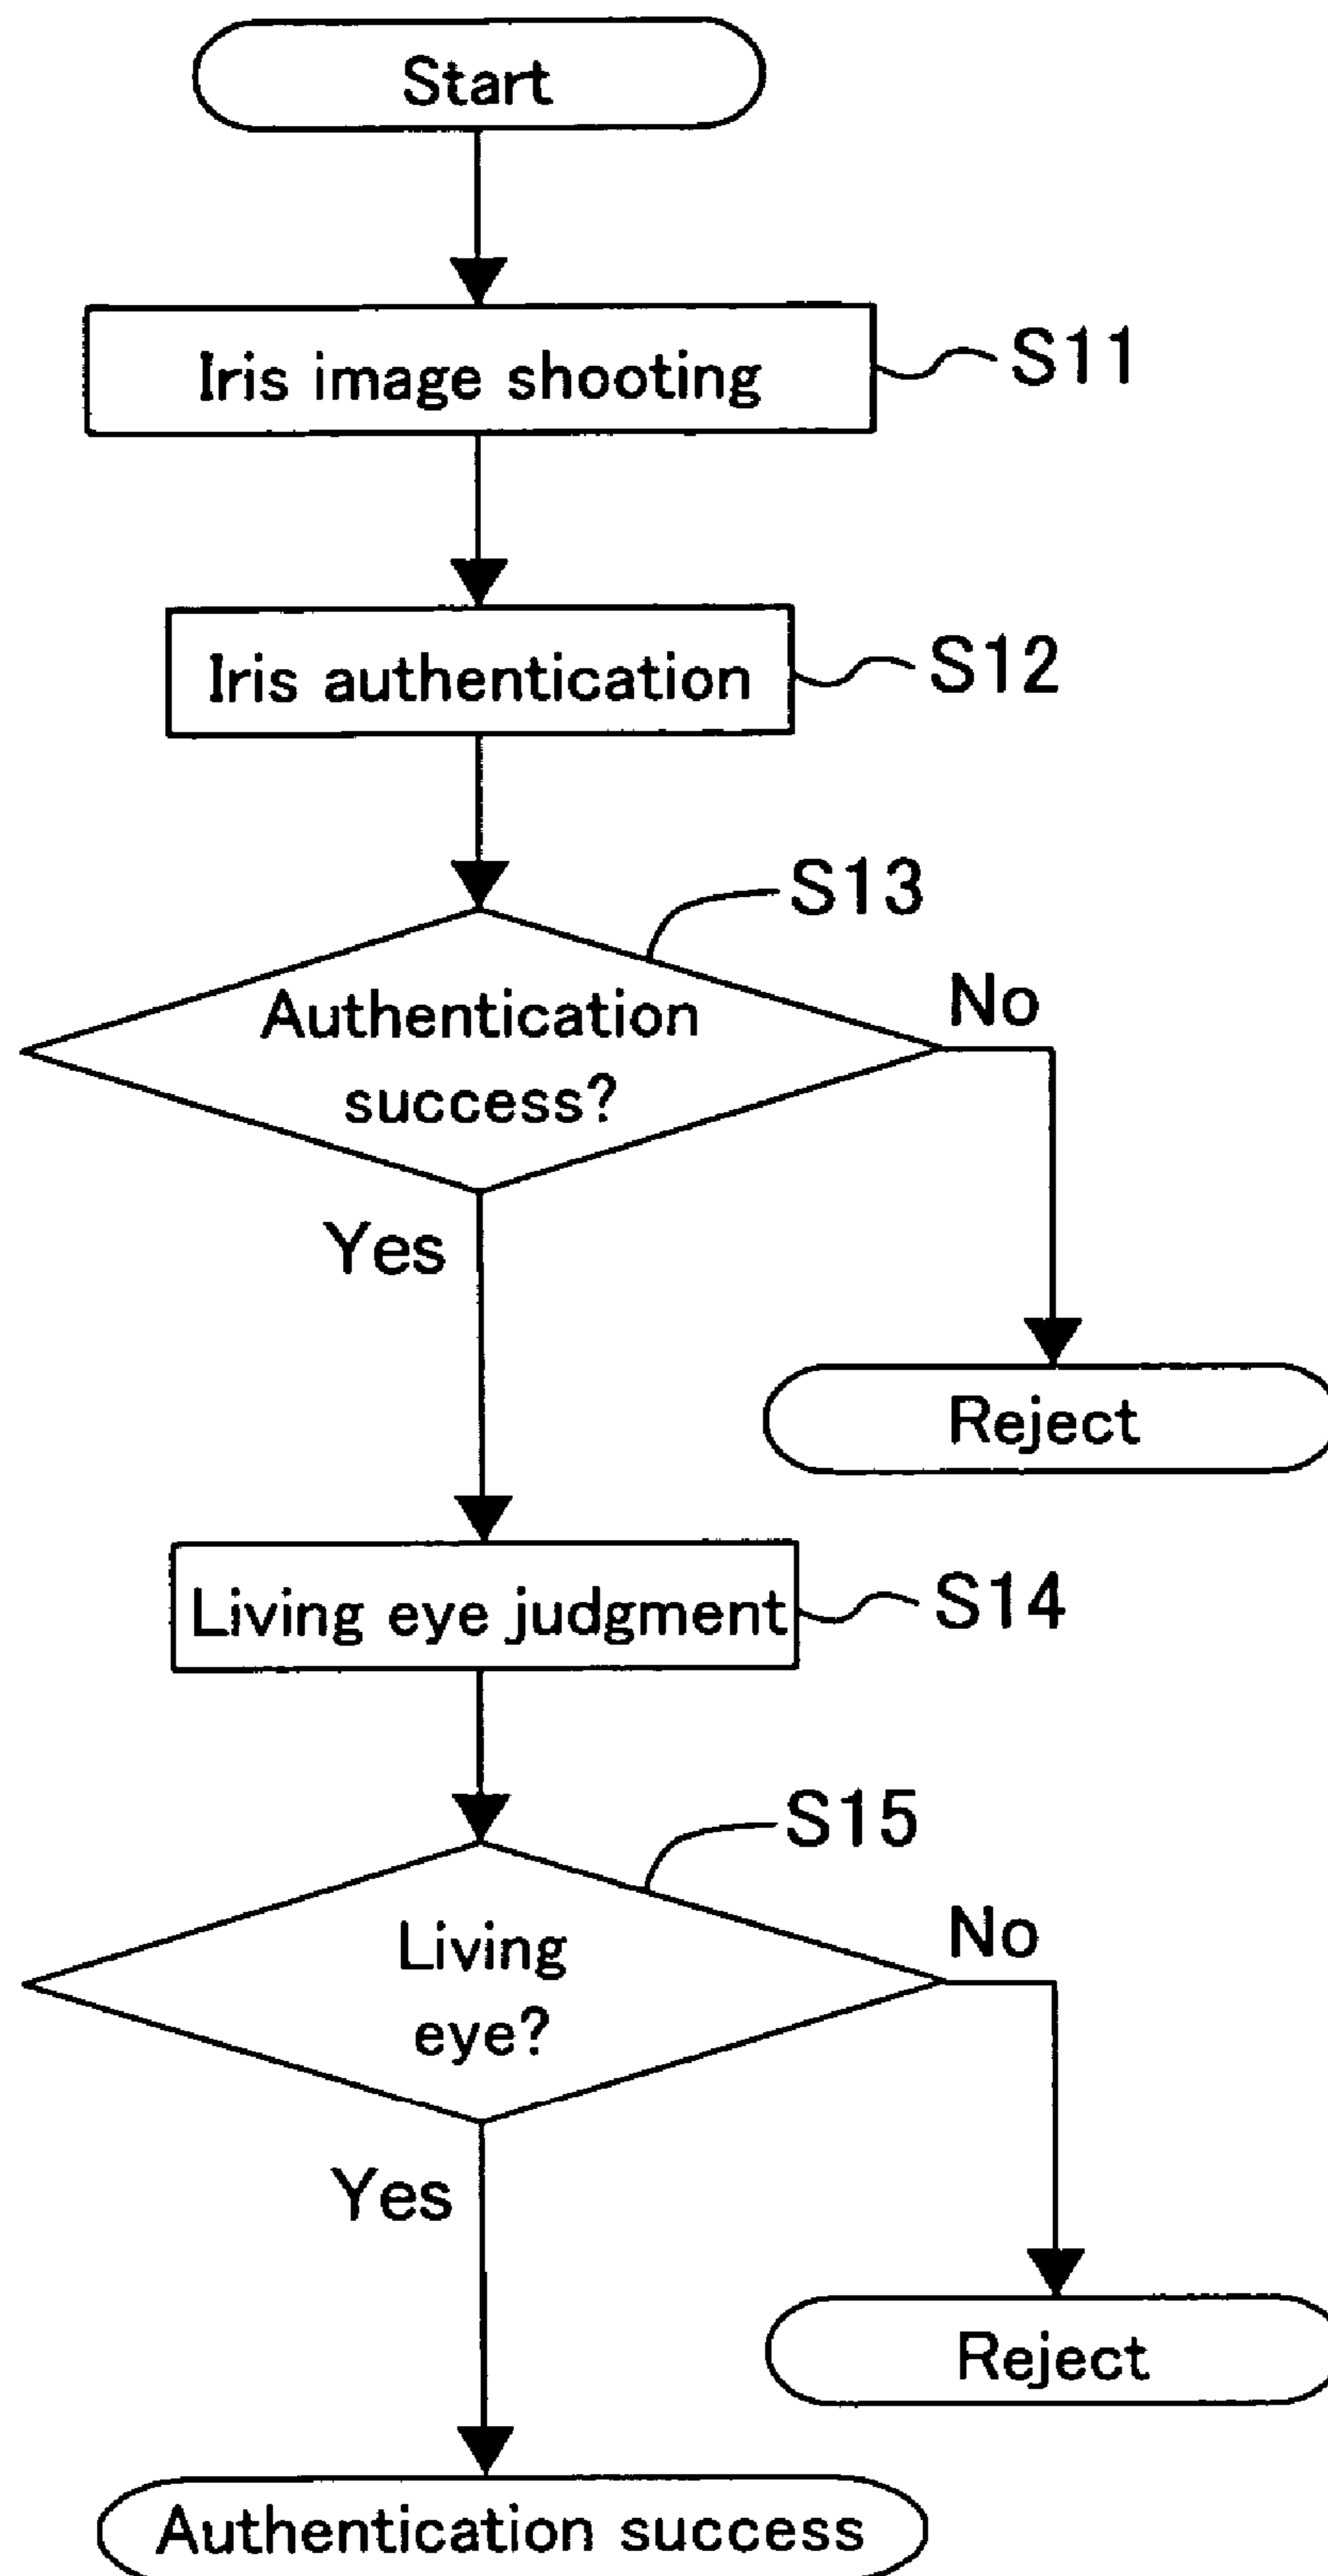 Start
Iris image shooting
S11
Iris authentication
S12
S13
Authentication
success?
No
Yes
Reject
Living eye judgment
S14
S15
Living
eye?
No
Yes
Reject
Authentication success